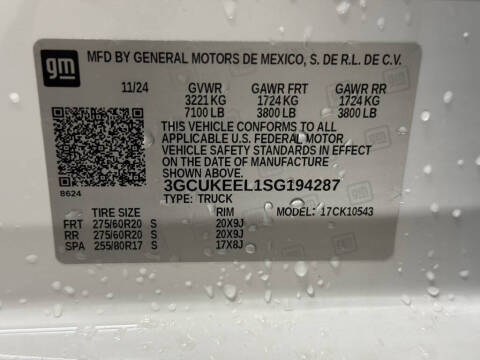 gm
MFD BY GENERAL MOTORS DE MEXICO, S. DE R.L. DE C.V.
11/24 GVWR GAWR FRT GAWR RR
3221 KG 1724 KG 1724 KG
7100 LB 3800 LB 3800 LB
THIS VEHICLE CONFORMS TO ALL
APPLICABLE U.S. FEDERAL MOTOR
VEHICLE SAFETY STANDARDS IN EFFECT
ON THE DATE OF MANUFACTURE
SHOWN ABOVE.
8624 3GCUKEEL1SG194287
TYPE: TRUCK
TIRE SIZE RIM MODEL: 17CK10543
FRT 275/60R20 S 20X9J
RR 275/60R20 S 20X9J
SPA 255/80R17 S 17X8J